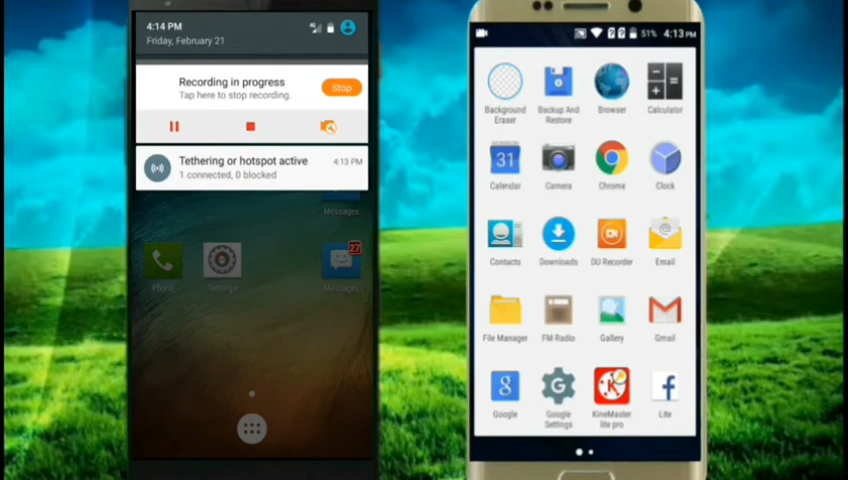 4:14 PM
Friday, February 21
Recording in progress
Tap here to stop recording.
Stop
Tethering or hotspot active
4:13 PM
1 connected, 0 blocked
Messages
27
Phone
Settings
Messages
51%
4:13 PM
Background
Eraser
Backup And
Restore
Browser
Calculator
31
Calendar
Camera
Chrome
Clock
Contacts
Downloads
DU Recorder
Email
File Manager
FM Radio
Gallery
Gmail
Google
Google
Settings
KineMaster
lite pro
Lite